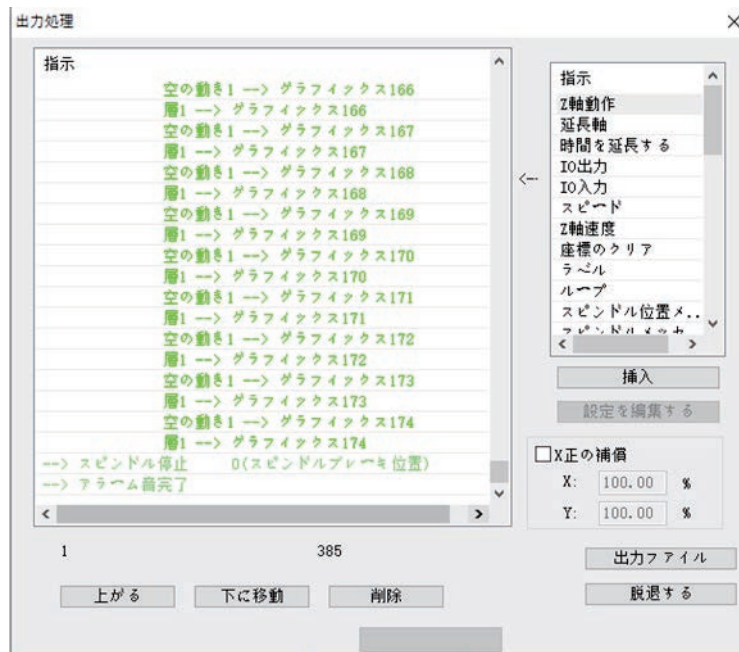 出力処理
指示
空の動き1 --> グラフィックス166
層1 --> グラフィックス166
空の動き1 --> グラフィックス167
層1 --> グラフィックス167
空の動き1 --> グラフィックス168
層1 --> グラフィックス168
空の動き1 --> グラフィックス169
層1 --> グラフィックス169
空の動き1 --> グラフィックス170
層1 --> グラフィックス170
空の動き1 --> グラフィックス171
層1 --> グラフィックス171
空の動き1 --> グラフィックス172
層1 --> グラフィックス172
空の動き1 --> グラフィックス173
層1 --> グラフィックス173
空の動き1 --> グラフィックス174
層1 --> グラフィックス174
--> スピンドル停止 0(スピンドルブレーキ位置)
--> アラーム音完了
1 385
上がる 下に移動 削除
<--
指示
Z軸動作
延長軸
時間を延長する
IO出力
IO入力
スピード
Z軸速度
座標のクリア
ラベル
ループ
スピンドル位置メ..
スピンドルメッセ
挿入
設定を編集する
X正の補償
X: 100.00 %
Y: 100.00 %
出力ファイル
脱退する